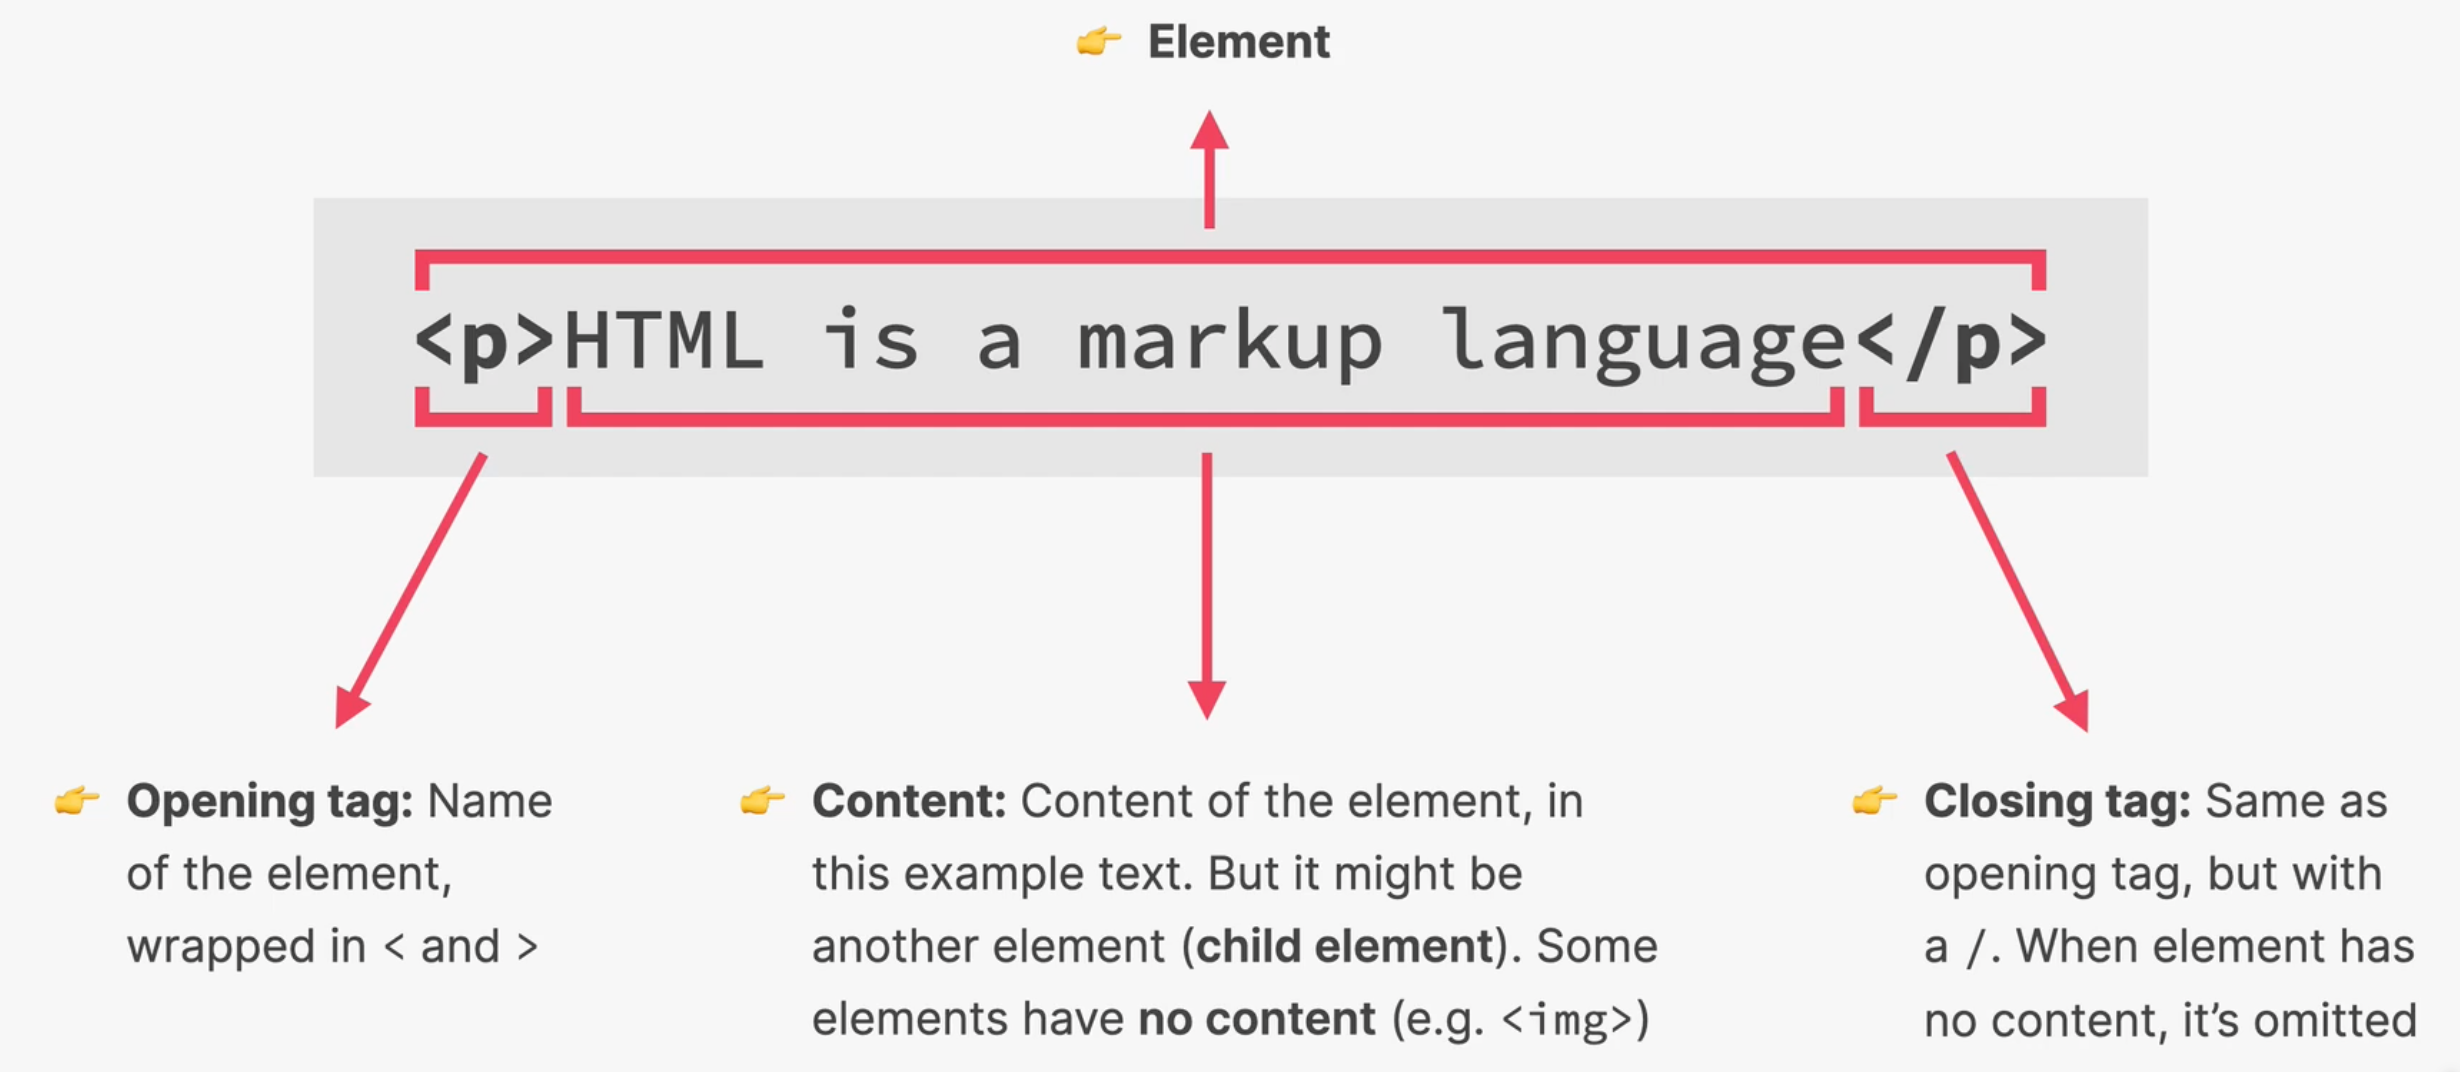 👉 Element
<p>HTML is a markup language</p>
👉 Opening tag: Name
of the element,
wrapped in < and >
👉 Content: Content of the element, in
this example text. But it might be
another element (child element). Some
elements have no content (e.g. <img>)
👉 Closing tag: Same as
opening tag, but with
a /. When element has
no content, it’s omitted